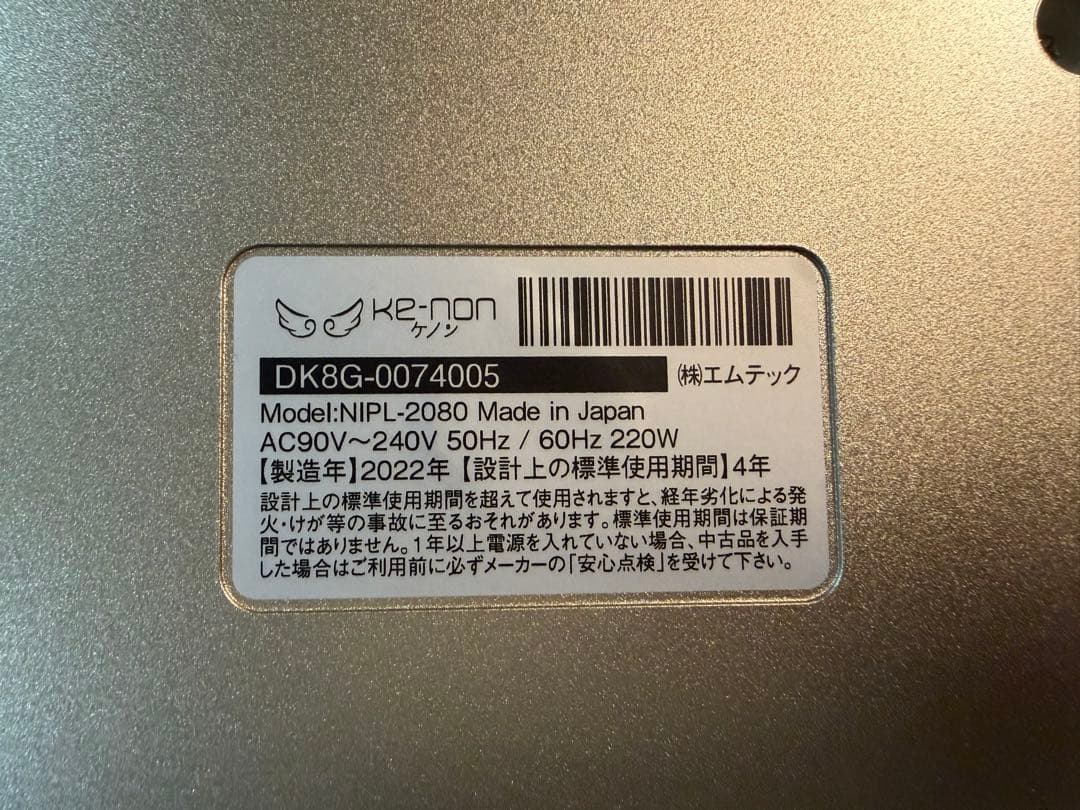 ke-non
ケノン
DK8G-0074005
(株)エムテック
Model:NIPL-2080 Made in Japan
AC90V～240V 50Hz / 60Hz 220W
【製造年】2022年【設計上の標準使用期間】4年
設計上の標準使用期間を超えて使用されますと、経年劣化による発
火・けが等の事故に至るおそれがあります。標準使用期間は保証期
間ではありません。1年以上電源を入れていない場合、中古品を入手
した場合はご利用前に必ずメーカーの「安心点検」を受けて下さい。